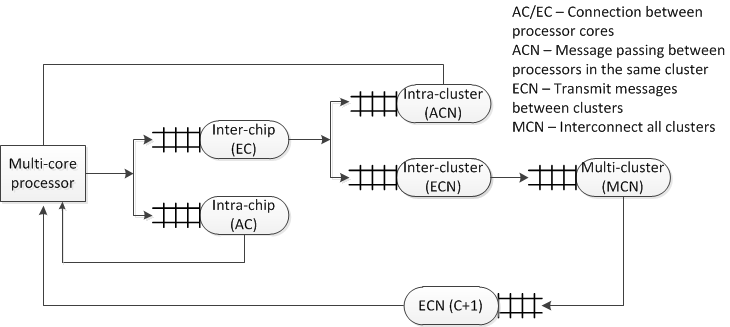 AC/EC – Connection between
processor cores
ACN – Message passing between
processors in the same cluster
ECN – Transmit messages
between clusters
MCN – Interconnect all clusters
Intra-cluster
(ACN)
Inter-chip
(EC)
Multi-core
processor
Inter-cluster
(ECN)
Multi-cluster
(MCN)
Intra-chip
(AC)
ECN (C+1)